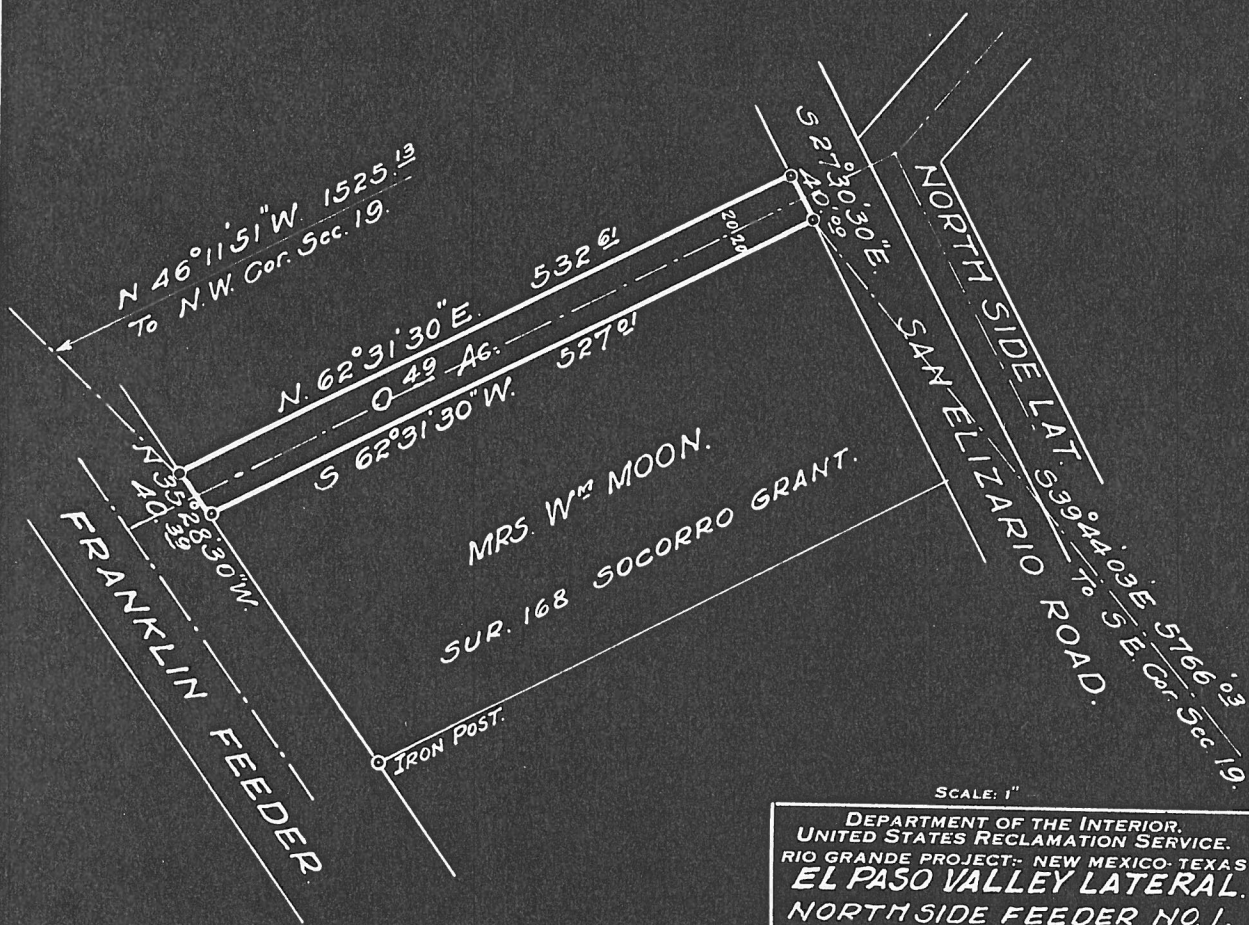 N 46°11'51"W. 1525.13
To N.W. Cor. Sec. 19.
N. 62°31'30"E. 532 61
0 49 Ac.
S 62°31'30"W. 527 01
20 20
S 27°30'30"E.
40.00
N 35°28'30"W.
40.39
NORTH SIDE LAT.
SAN ELIZARIO ROAD.
S39°44'03"E 5766.03
To S E. Cor. Sec 19.
MRS. Wm MOON.
SUR. 168 SOCORRO GRANT.
IRON POST.
FRANKLIN FEEDER.
SCALE: 1"
DEPARTMENT OF THE INTERIOR.
UNITED STATES RECLAMATION SERVICE.
RIO GRANDE PROJECT:- NEW MEXICO-TEXAS
EL PASO VALLEY LATERAL.
NORTH SIDE FEEDER NO. 1.